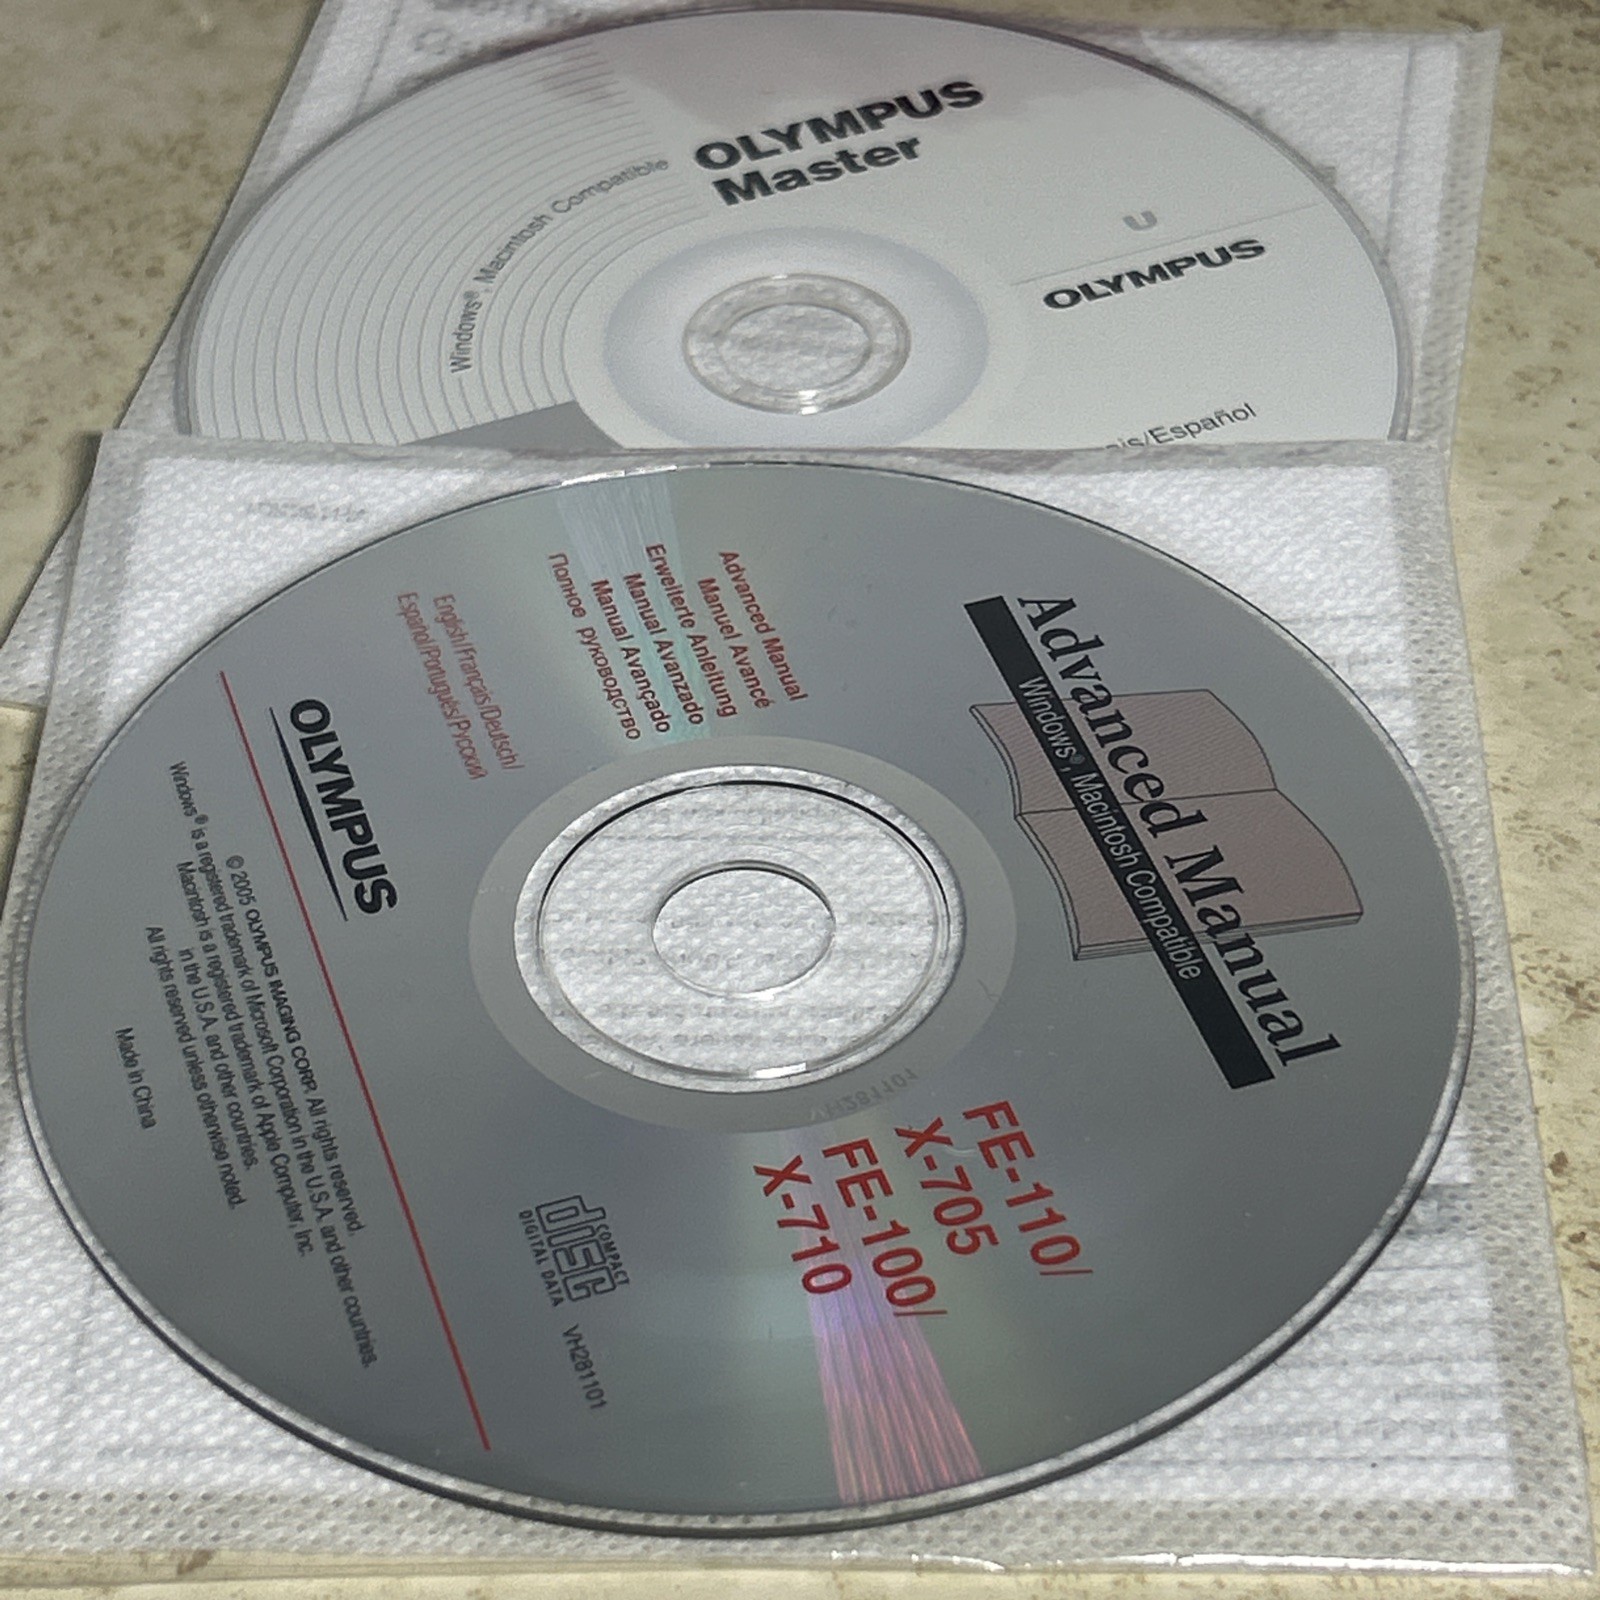 OLYMPUS
Master
Windows®, Macintosh Compatible
U
OLYMPUS
/Español
Advanced Manual
Windows®, Macintosh Compatible
Advanced Manual
Manuel Avancé
Erweiterte Anleitung
Manual Avanzado
Manual Avançado
Полное руководство
English/Français/Deutsch/
Español/Português/Русский
OLYMPUS
© 2005 OLYMPUS IMAGING CORP. All rights reserved.
Windows® is a registered trademark of Microsoft Corporation in the U.S.A. and other countries.
Macintosh is a registered trademark of Apple Computer, Inc.
in the U.S.A. and other countries.
All rights reserved unless otherwise noted.
Made in China
FE-110/
X-705
FE-100/
X-710
COMPACT
disc
DIGITAL DATA
VH281101
VH281101